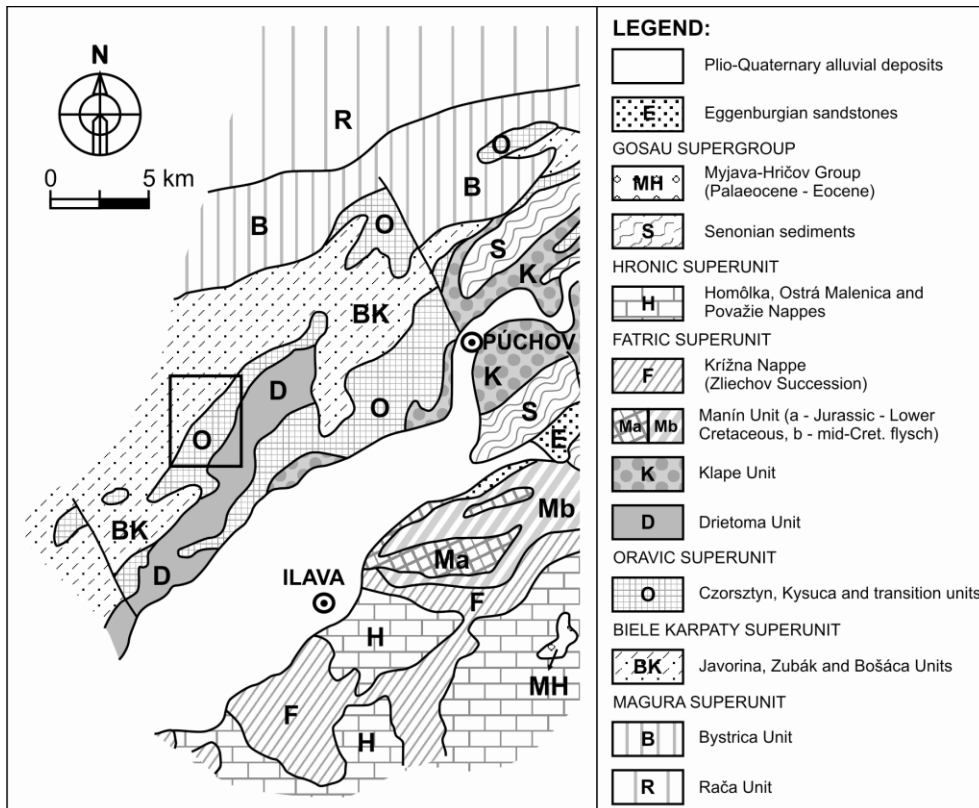 N
0 5 km
R
O
B
O
B
S
K
BK
PÚCHOV
K
D
O
S
E
O
Mb
BK
Ma
D
ILAVA
F
H
MH
F
H
LEGEND:
Plio-Quaternary alluvial deposits
E Eggenburgian sandstones
GOSAU SUPERGROUP
MH Myjava-Hričov Group
(Palaeocene - Eocene)
S Senonian sediments
HRONIC SUPERUNIT
H Homôlka, Ostrá Malenica and
Považie Nappes
FATRIC SUPERUNIT
F Krížna Nappe
(Zliechov Succession)
Ma Mb Manín Unit (a - Jurassic - Lower
Cretaceous, b - mid-Cret. flysch)
K Klape Unit
D Drietoma Unit
ORAVIC SUPERUNIT
O Czorsztyn, Kysuca and transition units
BIELE KARPATY SUPERUNIT
BK Javorina, Zubák and Bošáca Units
MAGURA SUPERUNIT
B Bystrica Unit
R Rača Unit